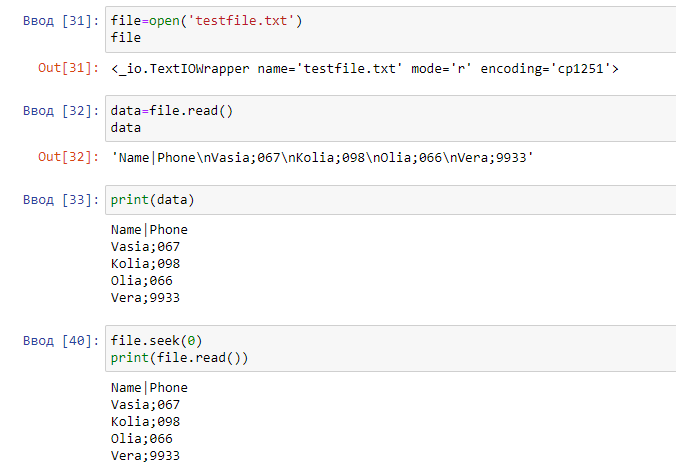 Ввод [31]: file=open('testfile.txt')
file
Out[31]: <_io.TextIOWrapper name='testfile.txt' mode='r' encoding='cp1251'>
Ввод [32]: data=file.read()
data
Out[32]: 'Name|Phone\nVasia;067\nKolia;098\nOlia;066\nVera;9933'
Ввод [33]: print(data)
Name|Phone
Vasia;067
Kolia;098
Olia;066
Vera;9933
Ввод [40]: file.seek(0)
print(file.read())
Name|Phone
Vasia;067
Kolia;098
Olia;066
Vera;9933